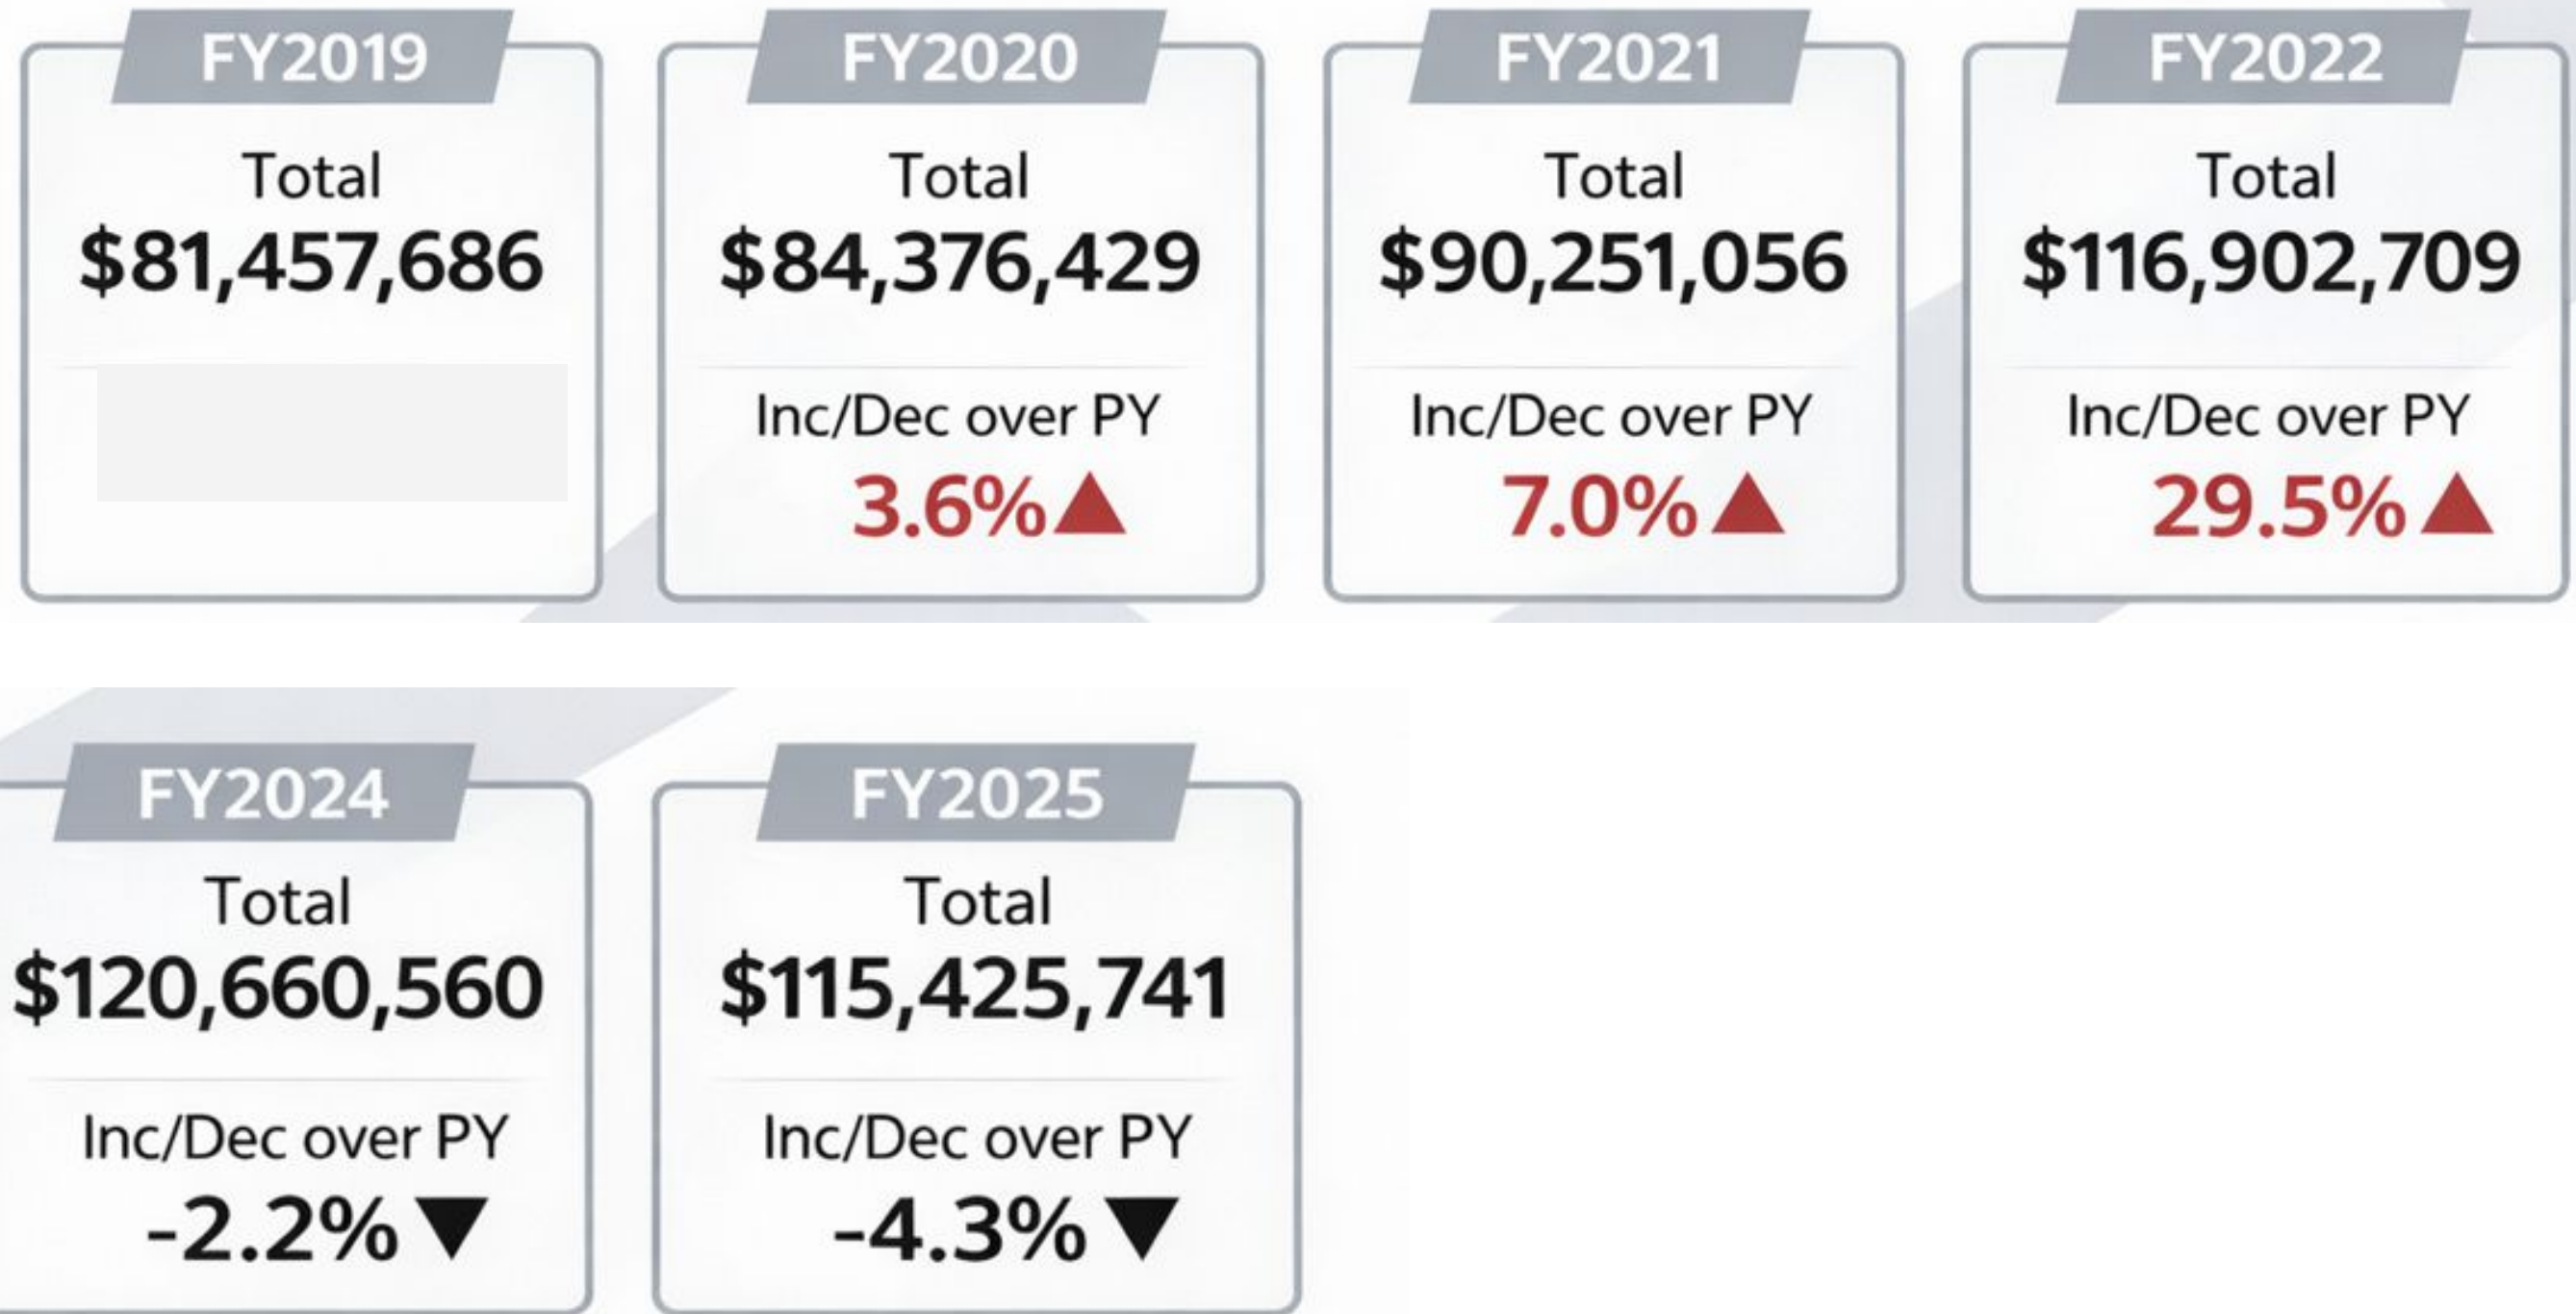 FY2019
Total
$81,457,686
FY2020
Total
$84,376,429
Inc/Dec over PY
3.6%▲
FY2021
Total
$90,251,056
Inc/Dec over PY
7.0%▲
FY2022
Total
$116,902,709
Inc/Dec over PY
29.5%▲
FY2024
Total
$120,660,560
Inc/Dec over PY
-2.2%▼
FY2025
Total
$115,425,741
Inc/Dec over PY
-4.3%▼